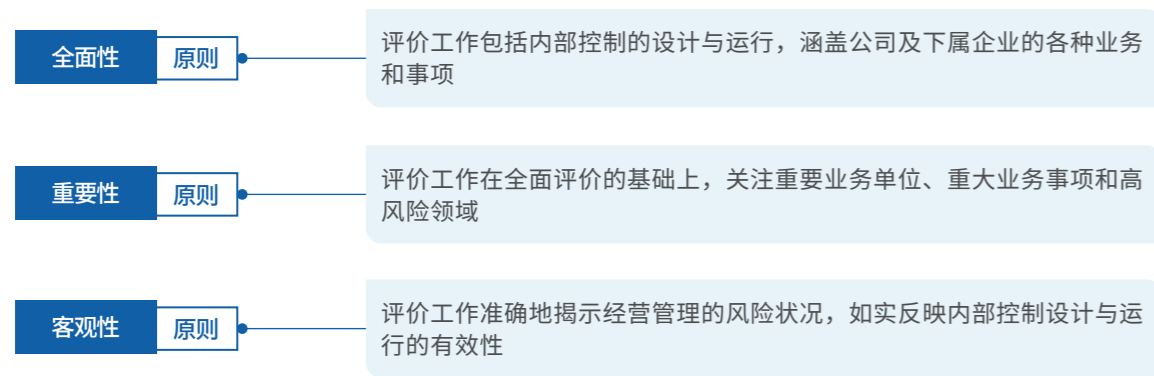 全面性 原则
评价工作包括内部控制的设计与运行，涵盖公司及下属企业的各种业务
和事项
重要性 原则
评价工作在全面评价的基础上，关注重要业务单位、重大业务事项和高
风险领域
客观性 原则
评价工作准确地揭示经营管理的风险状况，如实反映内部控制设计与运
行的有效性